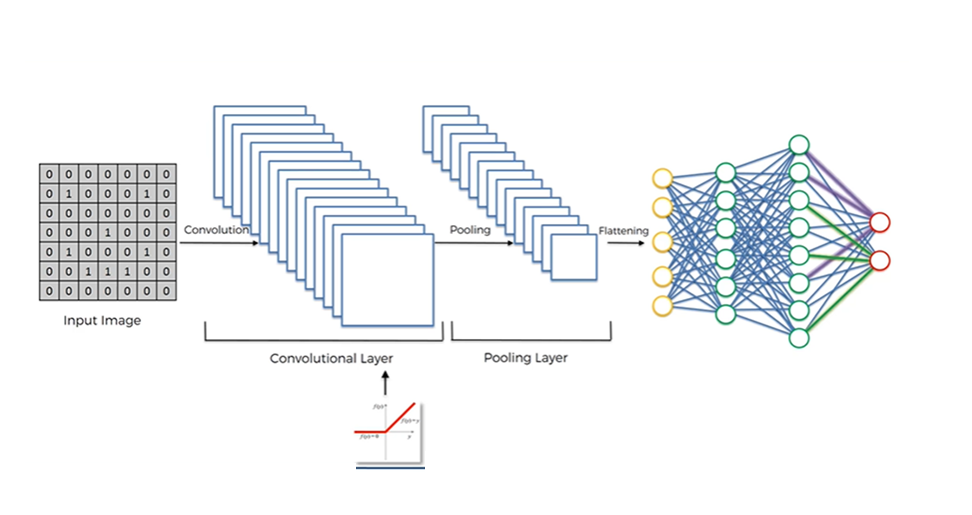 0 0 0 0 0 0 0
0 1 0 0 0 1 0
0 0 0 0 0 0 0
0 0 0 1 0 0 0
0 1 0 0 0 1 0
0 0 1 1 1 0 0
0 0 0 0 0 0 0
Input Image
Convolution
Pooling
Flattening
Convolutional Layer
Pooling Layer
y